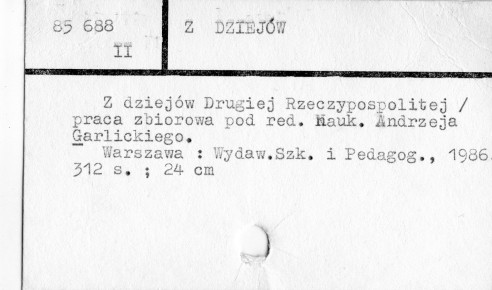 85 688
II
Z DZIEJÓW
Z dziejów Drugiej Rzeczypospolitej /
praca zbiorowa pod red. Nauk. Andrzeja
Garlickiego.
Warszawa : Wydaw.Szk. i Pedagog., 1986.
312 s. ; 24 cm